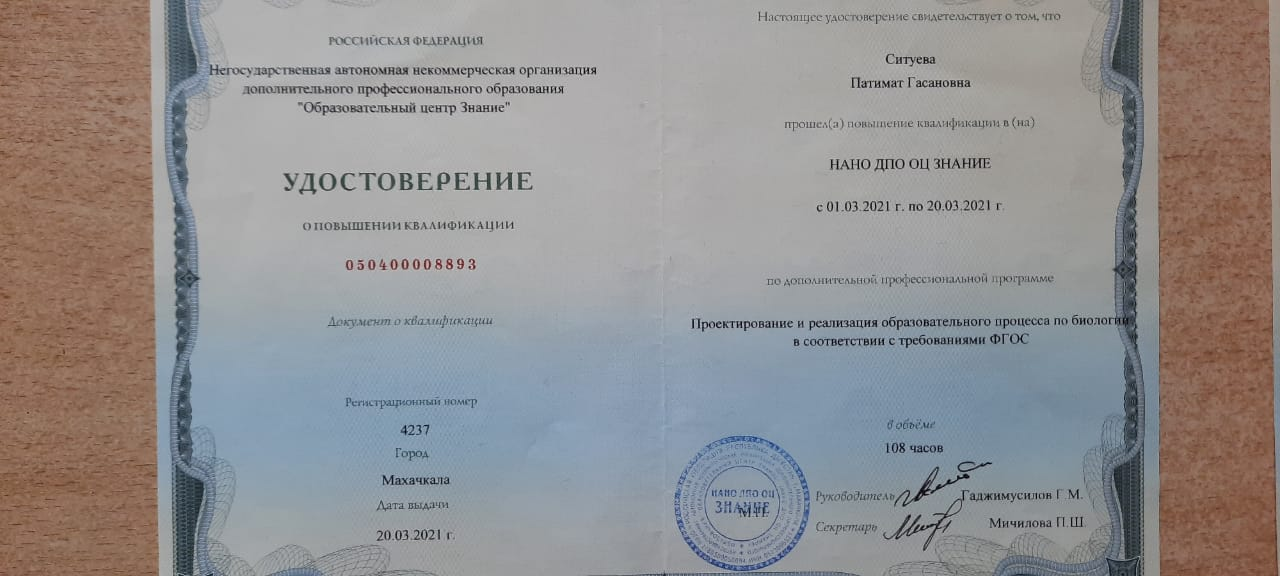 РОССИЙСКАЯ ФЕДЕРАЦИЯ
Негосударственная автономная некоммерческая организация
дополнительного профессионального образования
"Образовательный центр Знание"
УДОСТОВЕРЕНИЕ
О ПОВЫШЕНИИ КВАЛИФИКАЦИИ
050400008893
Документ о квалификации
Регистрационный номер
4237
Город
Махачкала
Дата выдачи
20.03.2021 г.
Настоящее удостоверение свидетельствует о том, что
Ситуева
Патимат Гасановна
прошел(а) повышение квалификации в (на)
НАНО ДПО ОЦ ЗНАНИЕ
с 01.03.2021 г. по 20.03.2021 г.
по дополнительной профессиональной программе
Проектирование и реализация образовательного процесса по биологии
в соответствии с требованиями ФГОС
в объёме
108 часов
Руководитель Гаджимусилов Г.М.
Секретарь Мичилова П.Ш.
НАНО ДПО ОЦ
ЗНАНИЕ
М.П.